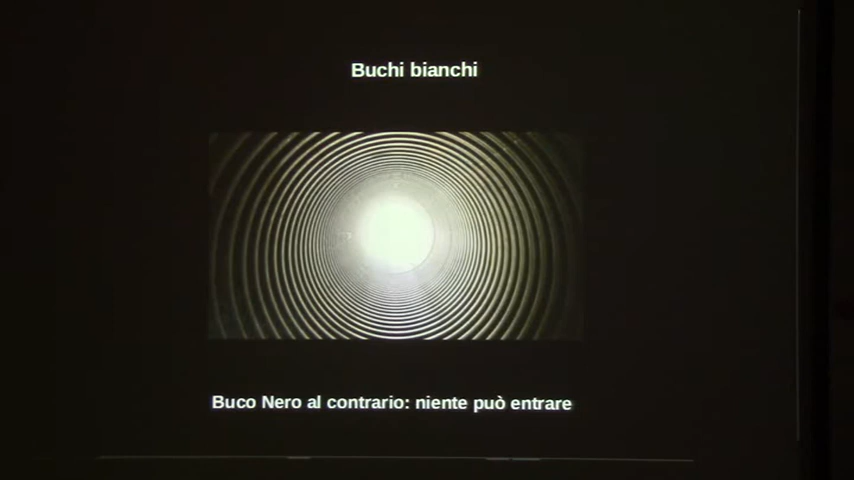 Buchi bianchi
Buco Nero al contrario: niente può entrare